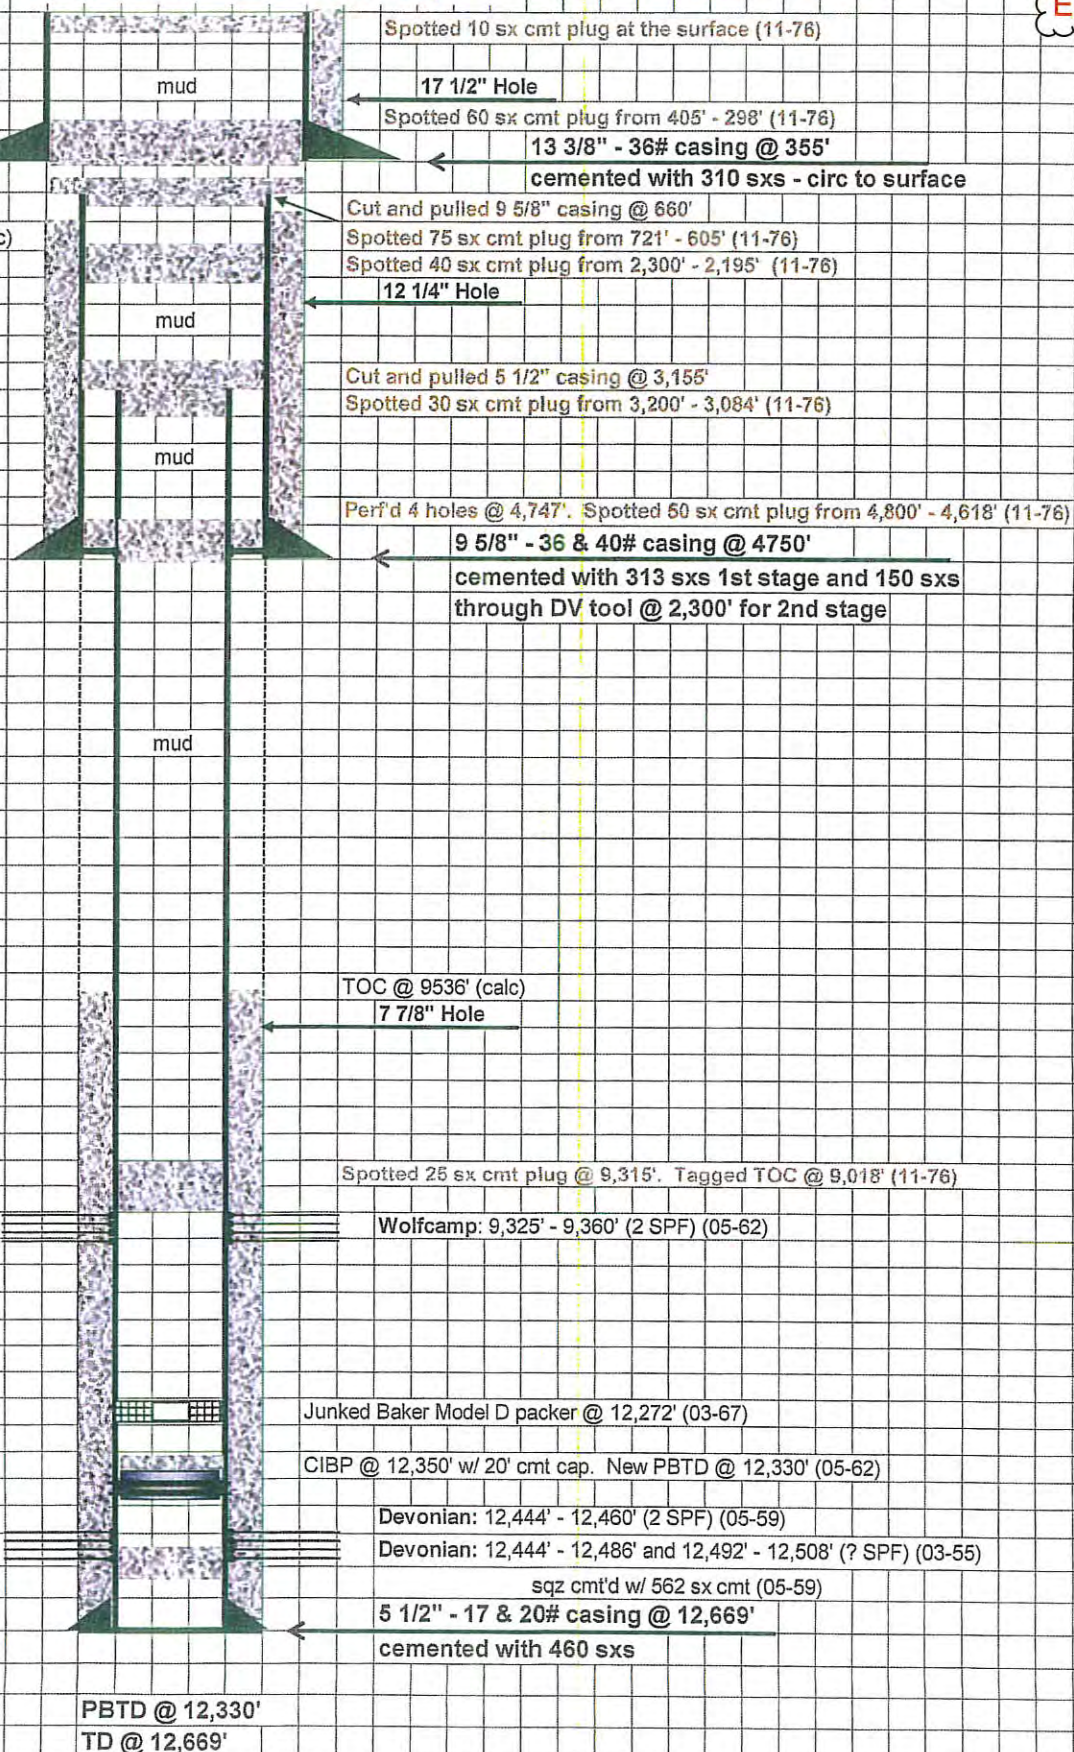 E
Spotted 10 sx cmt plug at the surface (11-76)
mud
17 1/2" Hole
Spotted 60 sx cmt plug from 405' - 298' (11-76)
13 3/8" - 36# casing @ 355'
cemented with 310 sxs - circ to surface
Cut and pulled 9 5/8" casing @ 660'
c)
Spotted 75 sx cmt plug from 721' - 605' (11-76)
Spotted 40 sx cmt plug from 2,300' - 2,195' (11-76)
12 1/4" Hole
mud
Cut and pulled 5 1/2" casing @ 3,155'
Spotted 30 sx cmt plug from 3,200' - 3,084' (11-76)
mud
Perf'd 4 holes @ 4,747'. Spotted 50 sx cmt plug from 4,800' - 4,618' (11-76)
9 5/8" - 36 & 40# casing @ 4750'
cemented with 313 sxs 1st stage and 150 sxs
through DV tool @ 2,300' for 2nd stage
mud
TOC @ 9536' (calc)
7 7/8" Hole
Spotted 25 sx cmt plug @ 9,315'. Tagged TOC @ 9,018' (11-76)
Wolfcamp: 9,325' - 9,360' (2 SPF) (05-62)
Junked Baker Model D packer @ 12,272' (03-67)
CIBP @ 12,350' w/ 20' cmt cap. New PBTD @ 12,330' (05-62)
Devonian: 12,444' - 12,460' (2 SPF) (05-59)
Devonian: 12,444' - 12,486' and 12,492' - 12,508' (? SPF) (03-55)
sqz cmt'd w/ 562 sx cmt (05-59)
5 1/2" - 17 & 20# casing @ 12,669'
cemented with 460 sxs
PBTD @ 12,330'
TD @ 12,669'